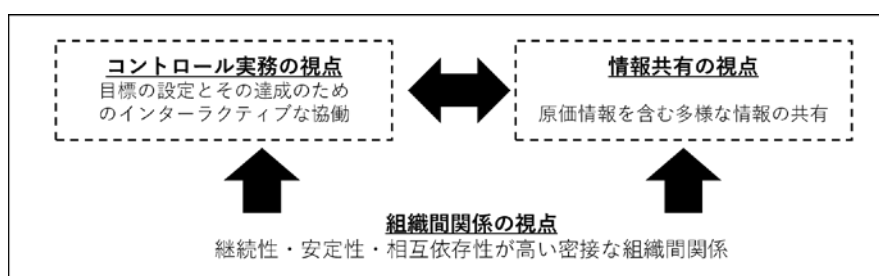 コントロール実務の視点
目標の設定とその達成のため
のインターラクティブな協働
情報共有の視点
原価情報を含む多様な情報の共有
組織間関係の視点
継続性・安定性・相互依存性が高い密接な組織間関係